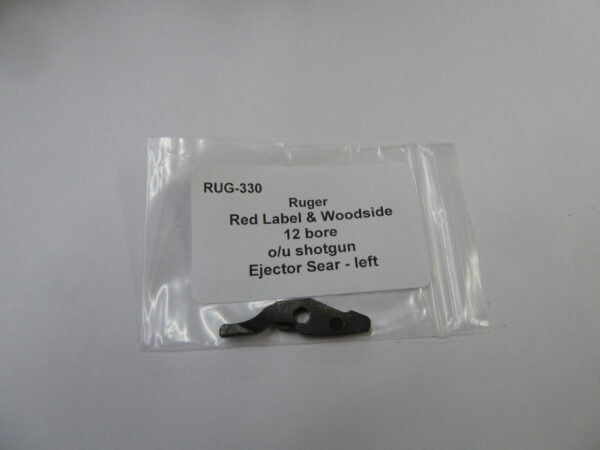 RUG-330
Ruger
Red Label & Woodside
12 bore
o/u shotgun
Ejector Sear - left